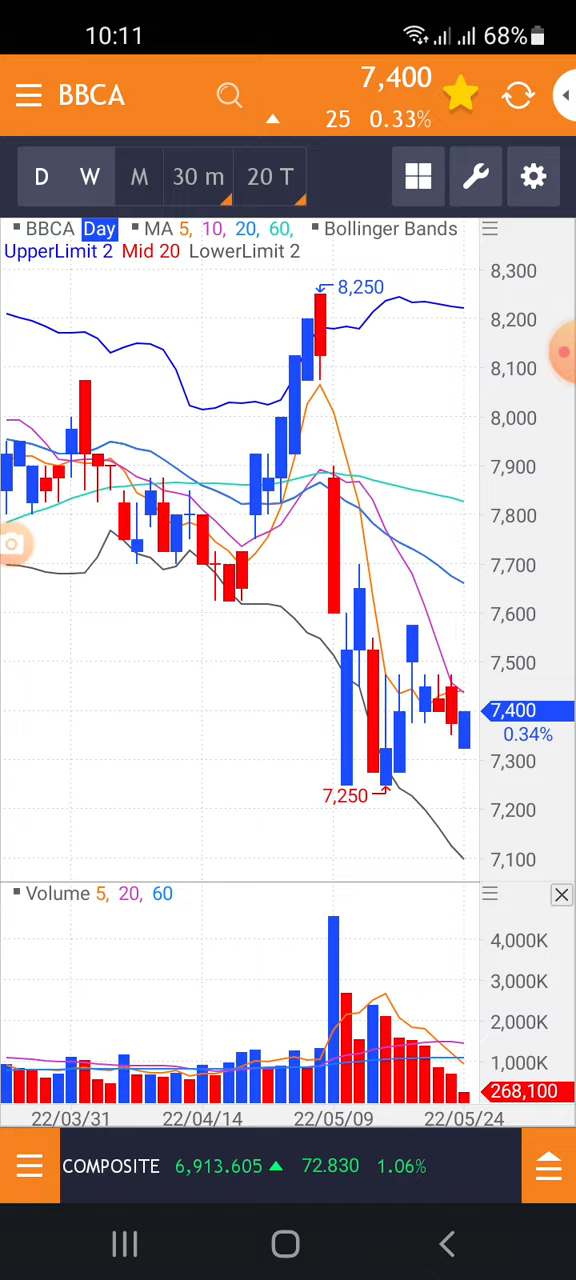 10:11 68%
BBCA 7,400
25 0.33%
D W M 30 m 20 T
BBCA Day MA 5, 10, 20, 60, Bollinger Bands
UpperLimit 2 Mid 20 LowerLimit 2
8,300
8,250
8,200
8,100
8,000
7,900
7,800
7,700
7,600
7,500
7,400
0.34%
7,300
7,250
7,200
7,100
Volume 5, 20, 60
4,000K
3,000K
2,000K
1,000K
268,100
22/03/31 22/04/14 22/05/09 22/05/24
COMPOSITE 6,913.605 72.830 1.06%